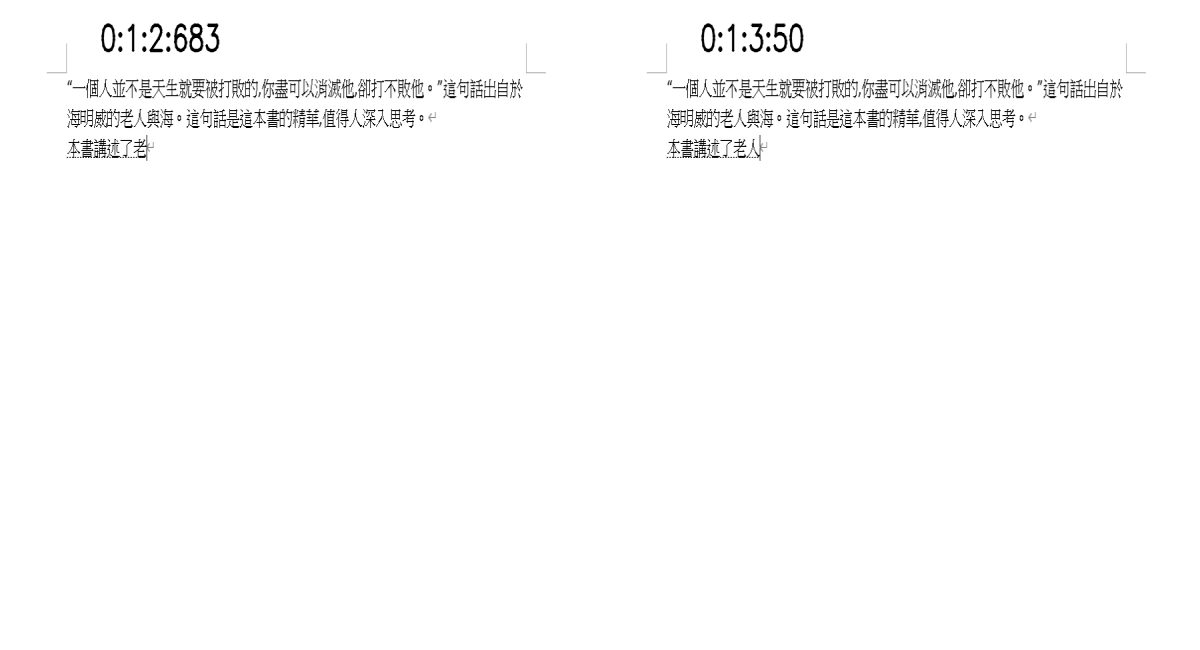 0:1:2:683
“一個人並不是天生就要被打敗的,你盡可以消滅他,卻打不敗他。”這句話出自於
海明威的老人與海。這句話是這本書的精華,值得人深入思考。
本書講述了老
0:1:3:50
“一個人並不是天生就要被打敗的,你盡可以消滅他,卻打不敗他。”這句話出自於
海明威的老人與海。這句話是這本書的精華,值得人深入思考。
本書講述了老人